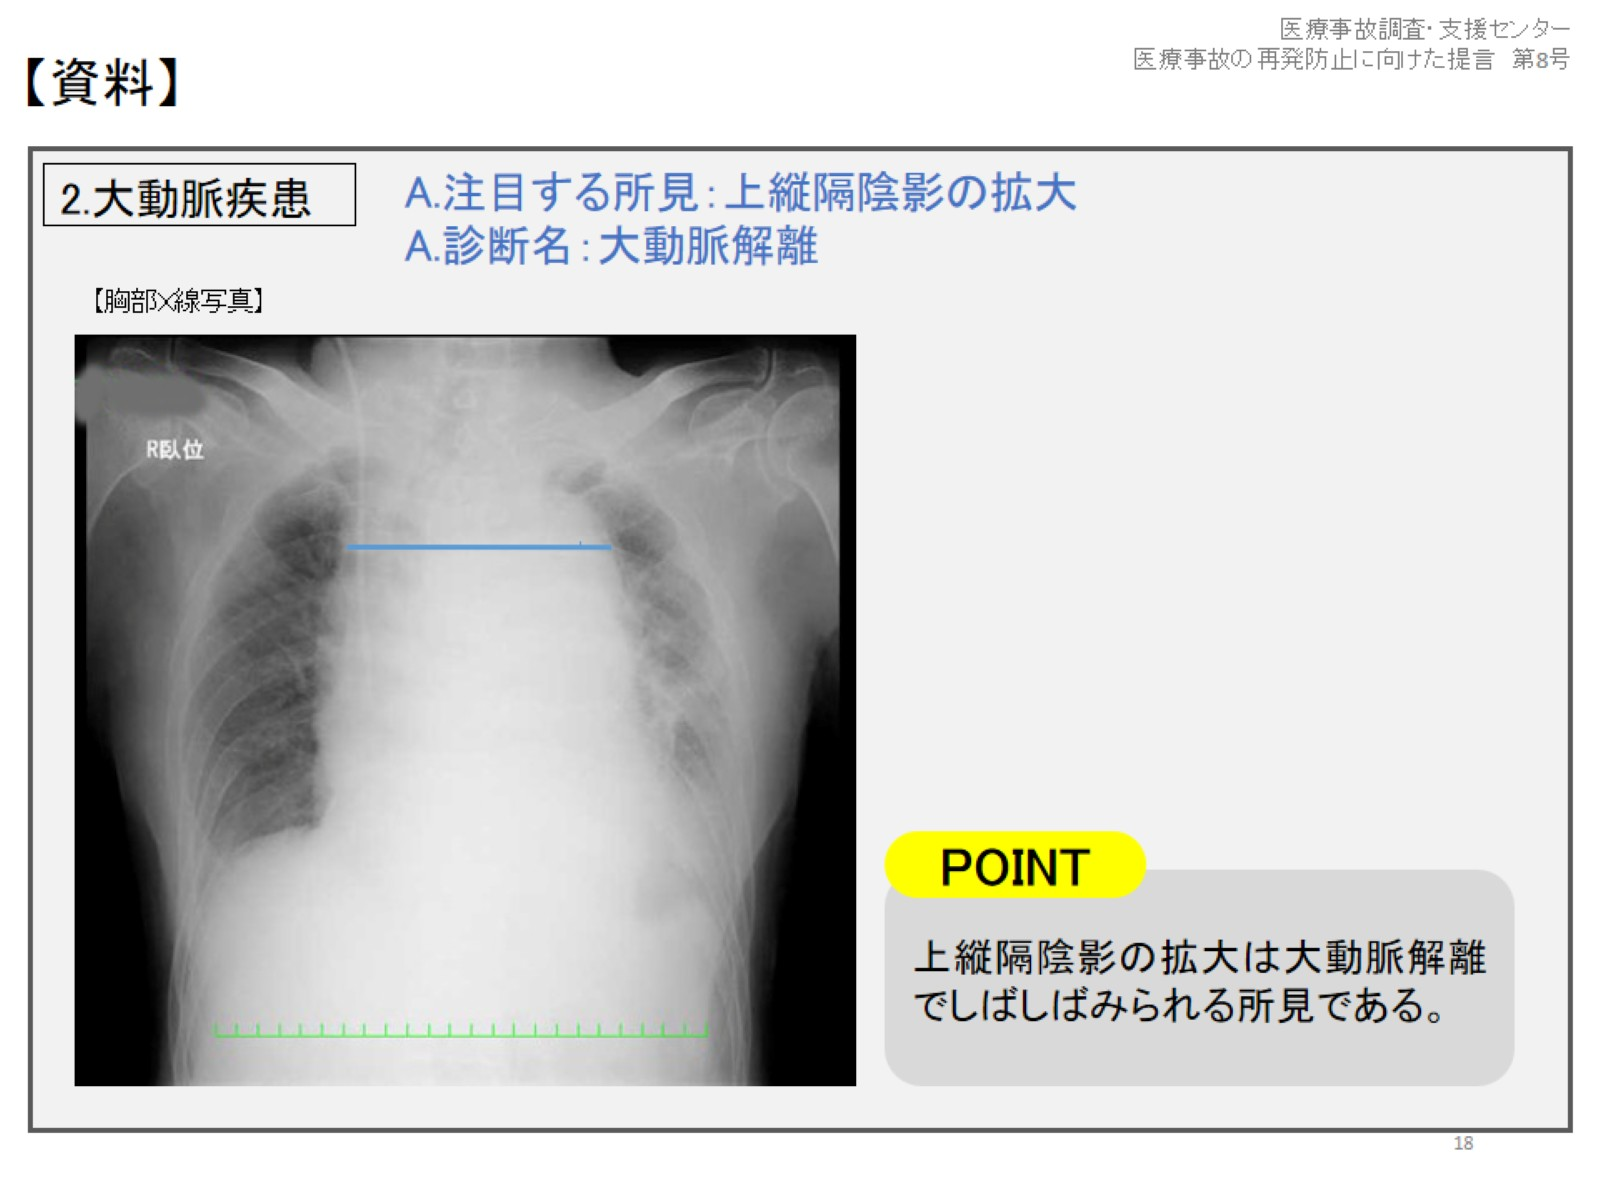 医療事故調査・支援センター
医療事故の再発防止に向けた提言　第8号
【資料】
2.大動脈疾患
A.注目する所見：上縦隔陰影の拡大
A.診断名：大動脈解離
【胸部X線写真】
R臥位
POINT
上縦隔陰影の拡大は大動脈解離
でしばしばみられる所見である。
18